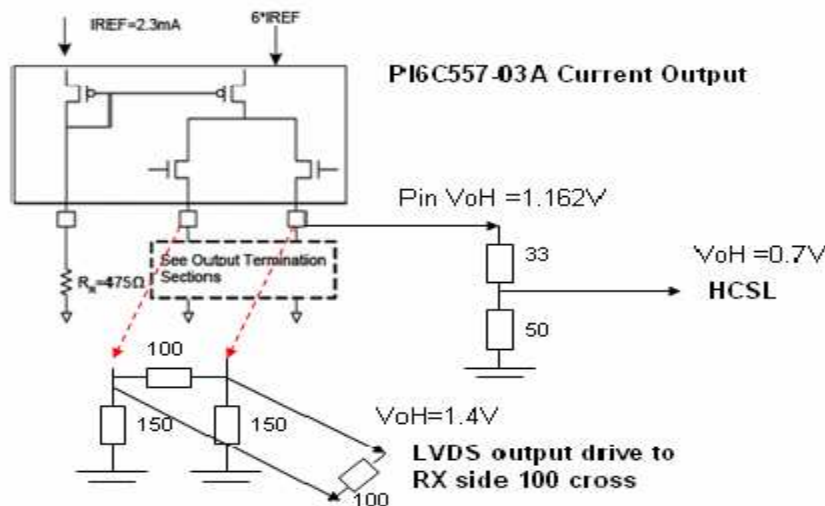 IREF=2.3mA
6*IREF
PI6C557-03A Current Output
Pin VoH =1.162V
See Output Termination
Sections
33
VoH =0.7V
HCSL
RR=475Ω
50
100
150
150
VoH=1.4V
LVDS output drive to
RX side 100 cross
100